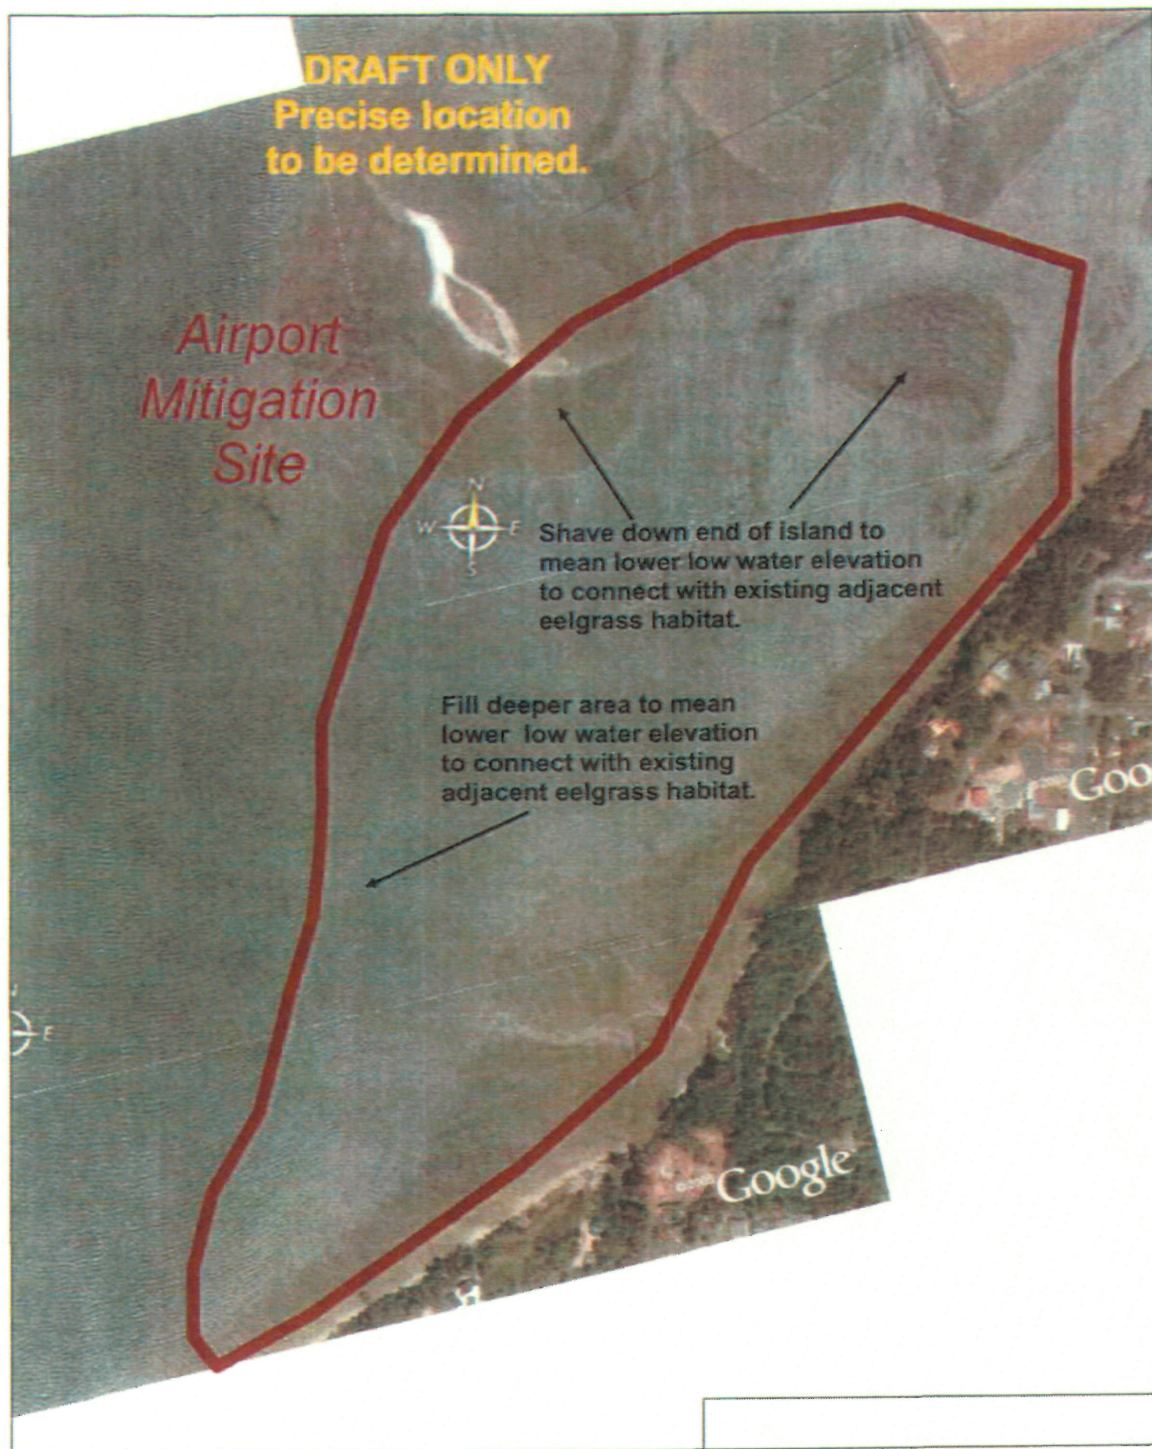 DRAFT ONLY
Precise location
to be determined.
Airport
Mitigation
Site
N
W E
S
Shave down end of island to
mean lower low water elevation
to connect with existing adjacent
eelgrass habitat.
Fill deeper area to mean
lower low water elevation
to connect with existing
adjacent eelgrass habitat.
Goo
E
Google